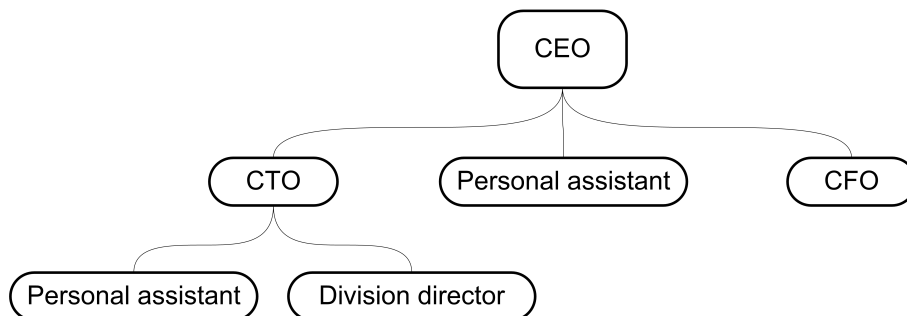 CEO
CTO
Personal assistant
CFO
Personal assistant
Division director